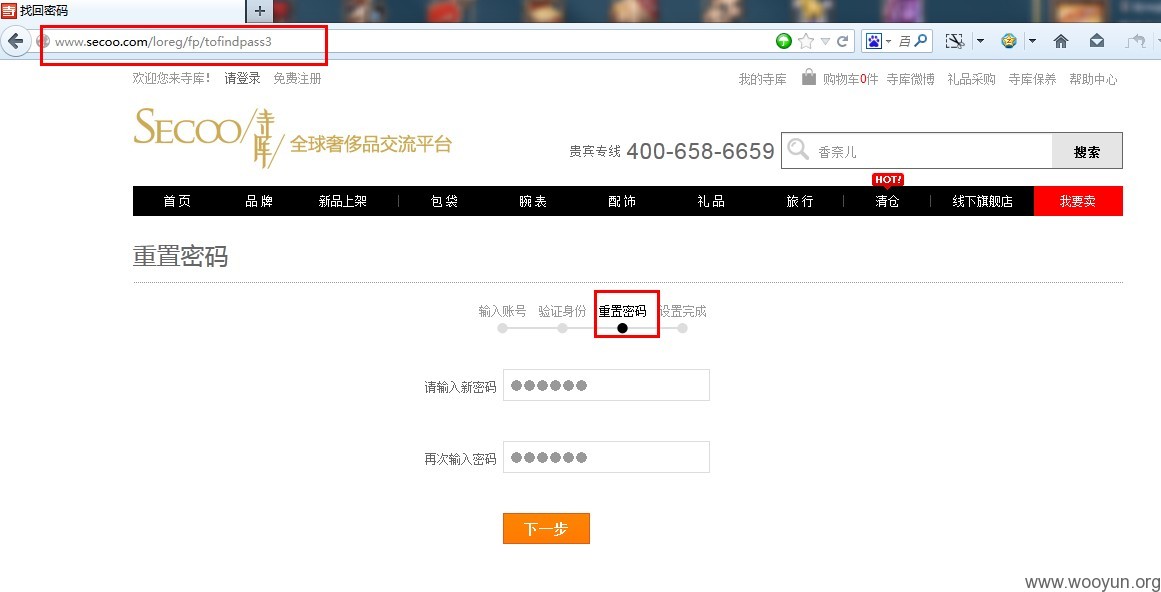 找回密码
www.secoo.com/loreg/fp/tofindpass3
百
欢迎您来寺库！ 请登录 免费注册
我的寺库 购物车0件 寺库微博 礼品采购 寺库保养 帮助中心
SECOO/寺库/ 全球奢侈品交流平台
贵宾专线 400-658-6659 香奈儿 搜索
HOT!
首页 品牌 新品上架 包袋 腕表 配饰 礼品 旅行 清仓 线下旗舰店 我要卖
重置密码
输入账号 验证身份 重置密码 设置完成
请输入新密码
再次输入密码
下一步
www.wooyun.org